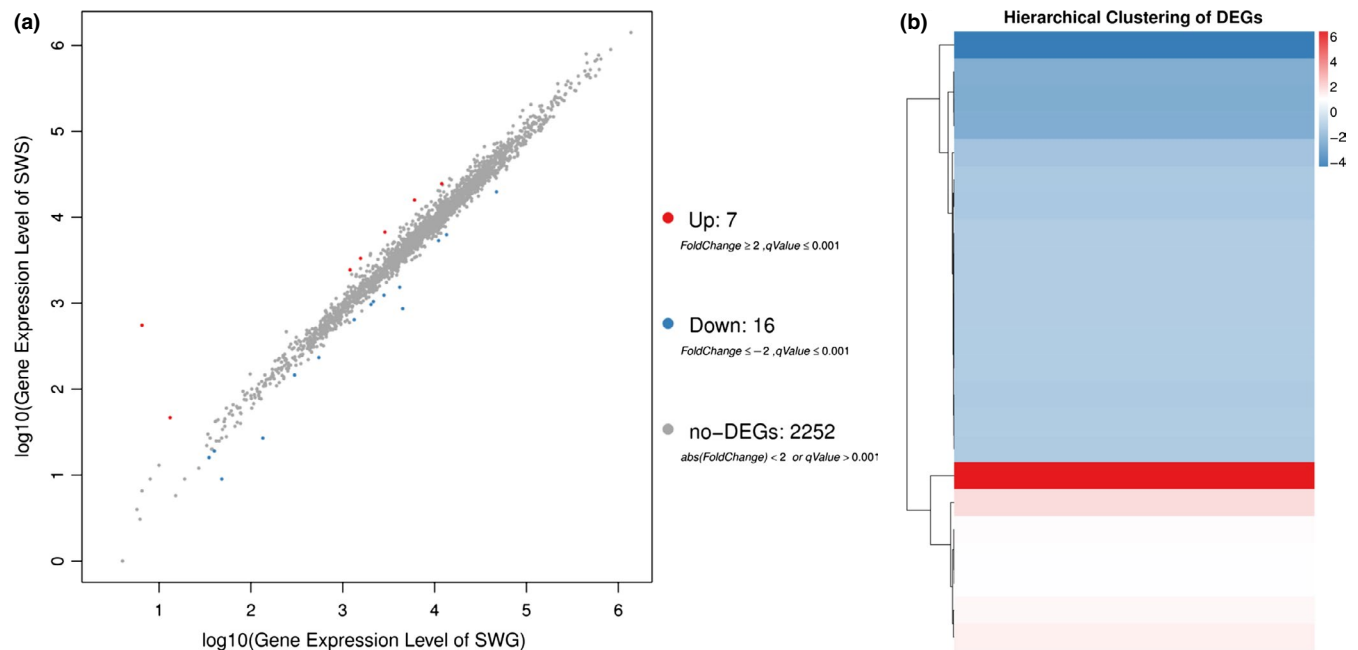 (a)
6
5
4
3
2
1
0
log10(Gene Expression Level of SWS)
1 2 3 4 5 6
log10(Gene Expression Level of SWG)
Up: 7
FoldChange ≥ 2 ,qValue ≤ 0.001
Down: 16
FoldChange ≤ −2 ,qValue ≤ 0.001
no−DEGs: 2252
abs(FoldChange) < 2 or qValue > 0.001
(b)
Hierarchical Clustering of DEGs
6
4
2
0
−2
−4